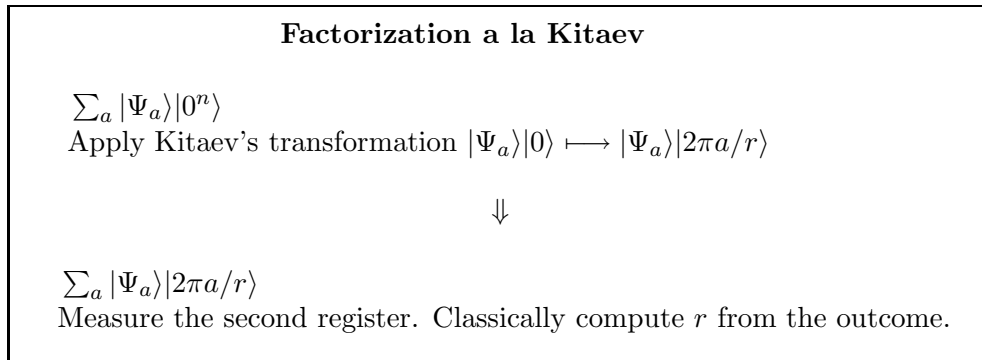 Factorization a la Kitaev
∑ₐ |Ψₐ⟩|0ⁿ⟩
Apply Kitaev's transformation |Ψₐ⟩|0⟩ ⟼ |Ψₐ⟩|2πa/r⟩
⇓
∑ₐ |Ψₐ⟩|2πa/r⟩
Measure the second register. Classically compute r from the outcome.